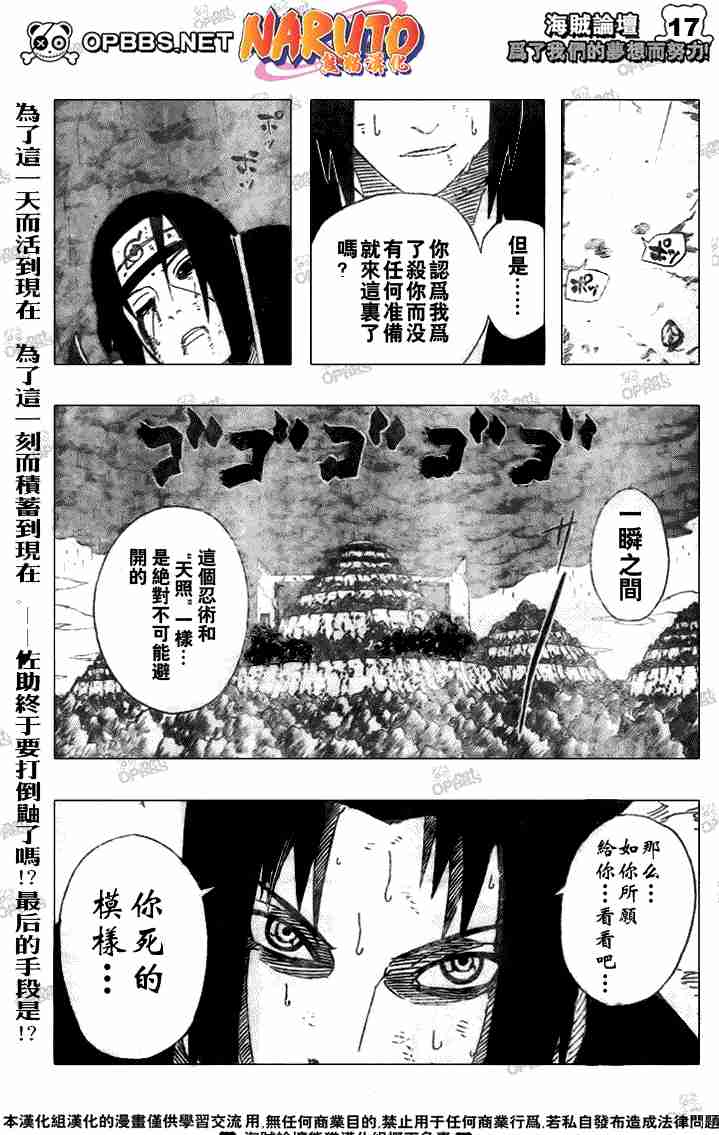 OPBBS.NET
NARUTO
海賊論壇
17
爲了我們的夢想而努力!
但是……
你認爲我爲
了殺你而没
有任何准備
就來這裏了
嗎?
ポッ
ポッ
一瞬之間
這個忍術和
"天照"一樣…
是絶對不可能避
開的
ゴゴゴゴゴ
那么…
如你所願
給你…看看吧…
你死的
模樣…
為了這一天而活到現在 為了這一刻而積蓄到現在 ——佐助終于要打倒鼬了嗎!?最后的手段是!?
本漢化組漢化的漫畫僅供學習交流 用,無任何商業目的,禁止用于任何商業行爲,若私自發布造成法律問題